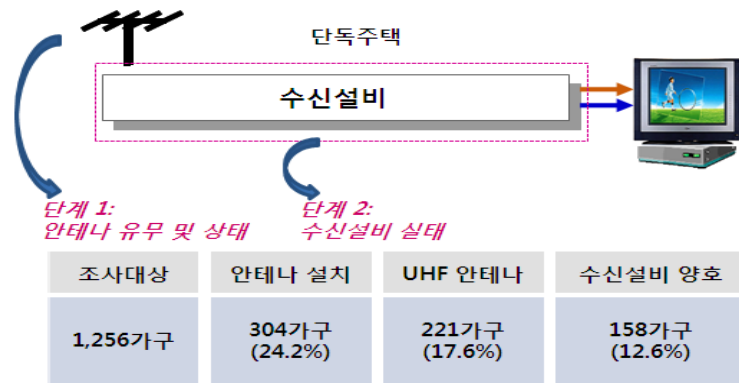 단독주택
수신설비
단계 1:
안테나 유무 및 상태
단계 2:
수신설비 실태
조사대상
안테나 설치
UHF 안테나
수신설비 양호
1,256가구
304가구
(24.2%)
221가구
(17.6%)
158가구
(12.6%)